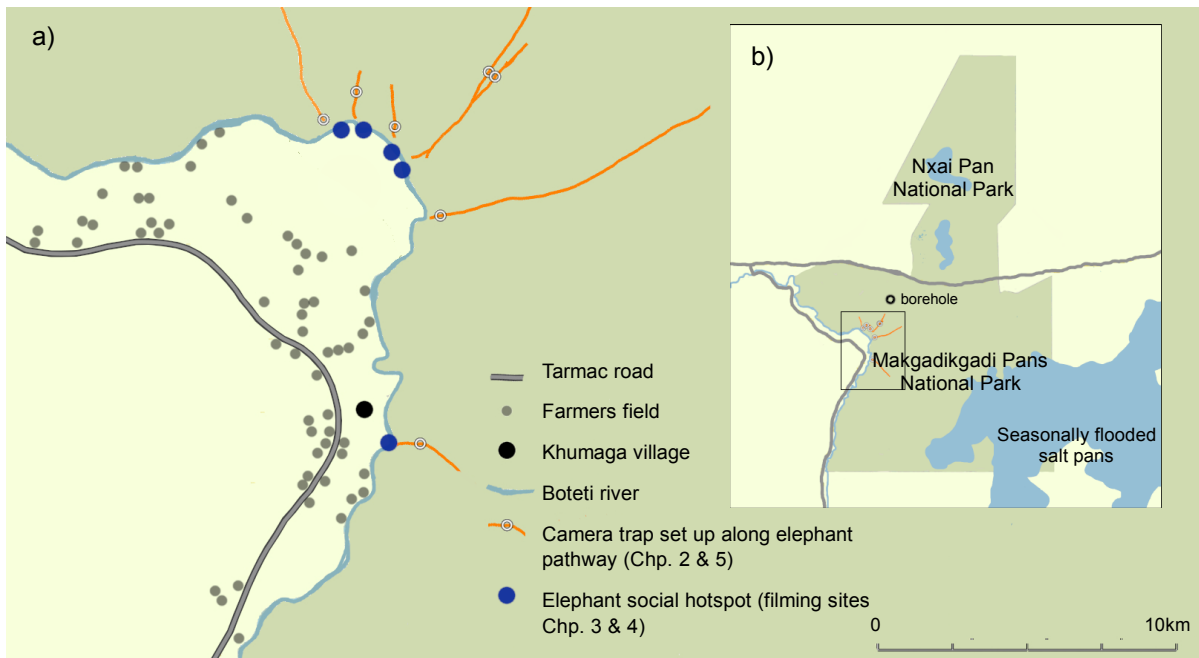 a)
b)
Nxai Pan
National Park
borehole
Makgadikgadi Pans
National Park
Seasonally flooded
salt pans
Tarmac road
Farmers field
Khumaga village
Boteti river
Camera trap set up along elephant
pathway (Chp. 2 & 5)
Elephant social hotspot (filming sites
Chp. 3 & 4)
0
10km